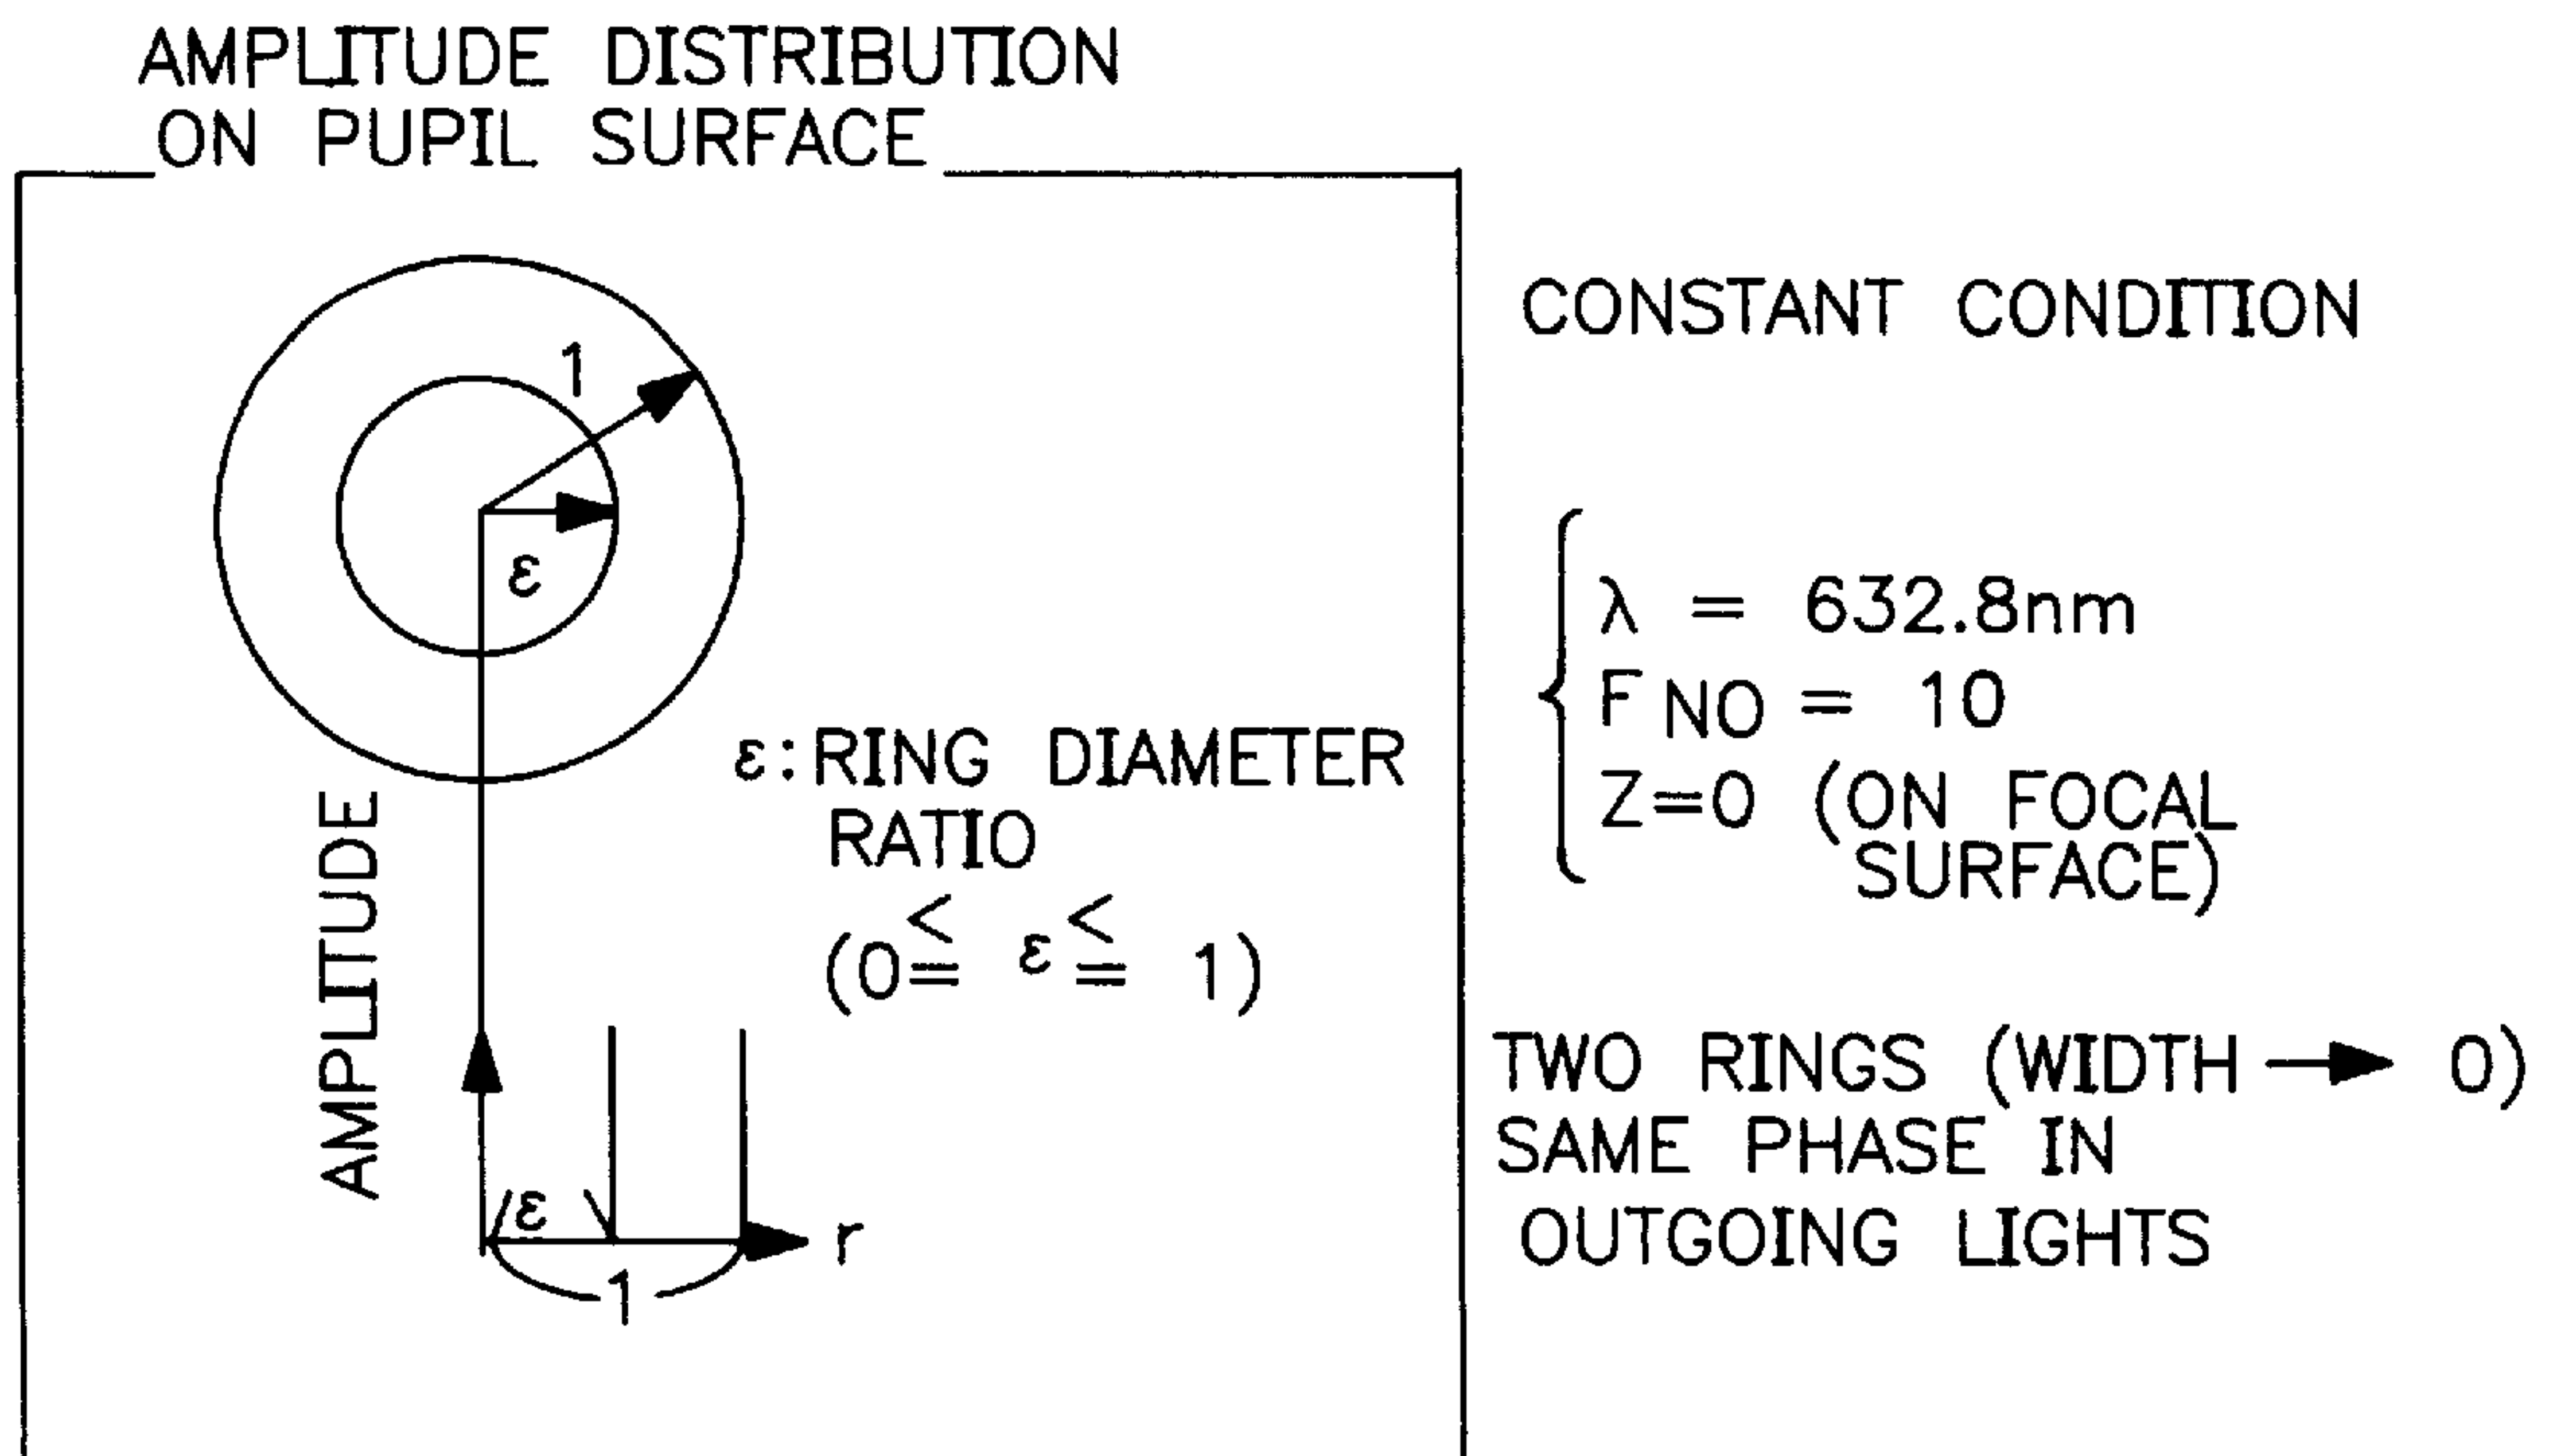 AMPLITUDE DISTRIBUTION
ON PUPIL SURFACE
1
ε
ε:RING DIAMETER
RATIO
(0≦ ε ≦ 1)
AMPLITUDE
ε
r
1
CONSTANT CONDITION
λ = 632.8nm
F NO = 10
Z=0 (ON FOCAL
SURFACE)
TWO RINGS (WIDTH → 0)
SAME PHASE IN
OUTGOING LIGHTS